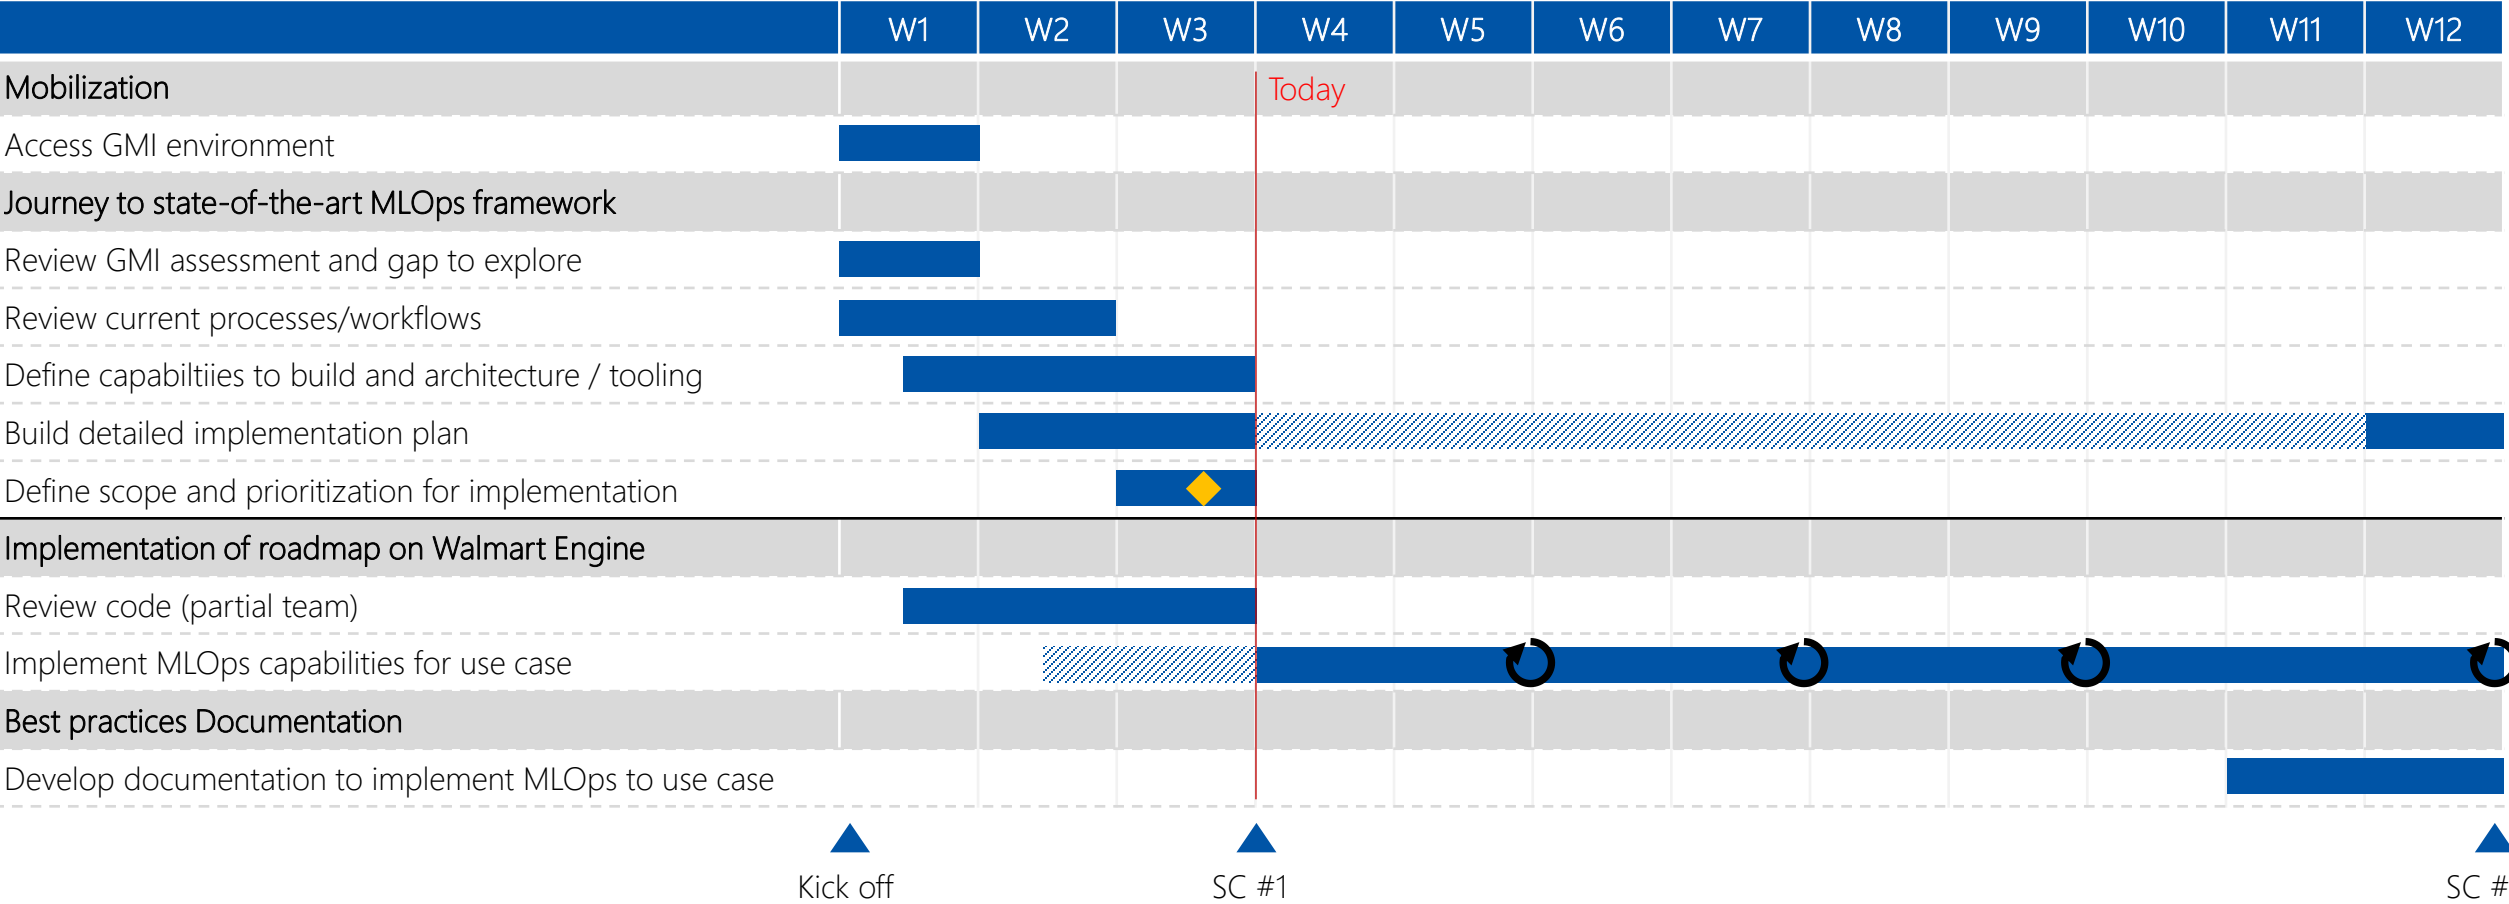 W1 W2 W3 W4 W5 W6 W7 W8 W9 W10 W11 W12
Mobilization
Today
Access GMI environment
Journey to state-of-the-art MLOps framework
Review GMI assessment and gap to explore
Review current processes/workflows
Define capabiltiies to build and architecture / tooling
Build detailed implementation plan
Define scope and prioritization for implementation
Implementation of roadmap on Walmart Engine
Review code (partial team)
Implement MLOps capabilities for use case
Best practices Documentation
Develop documentation to implement MLOps to use case
Kick off
SC #1
SC #